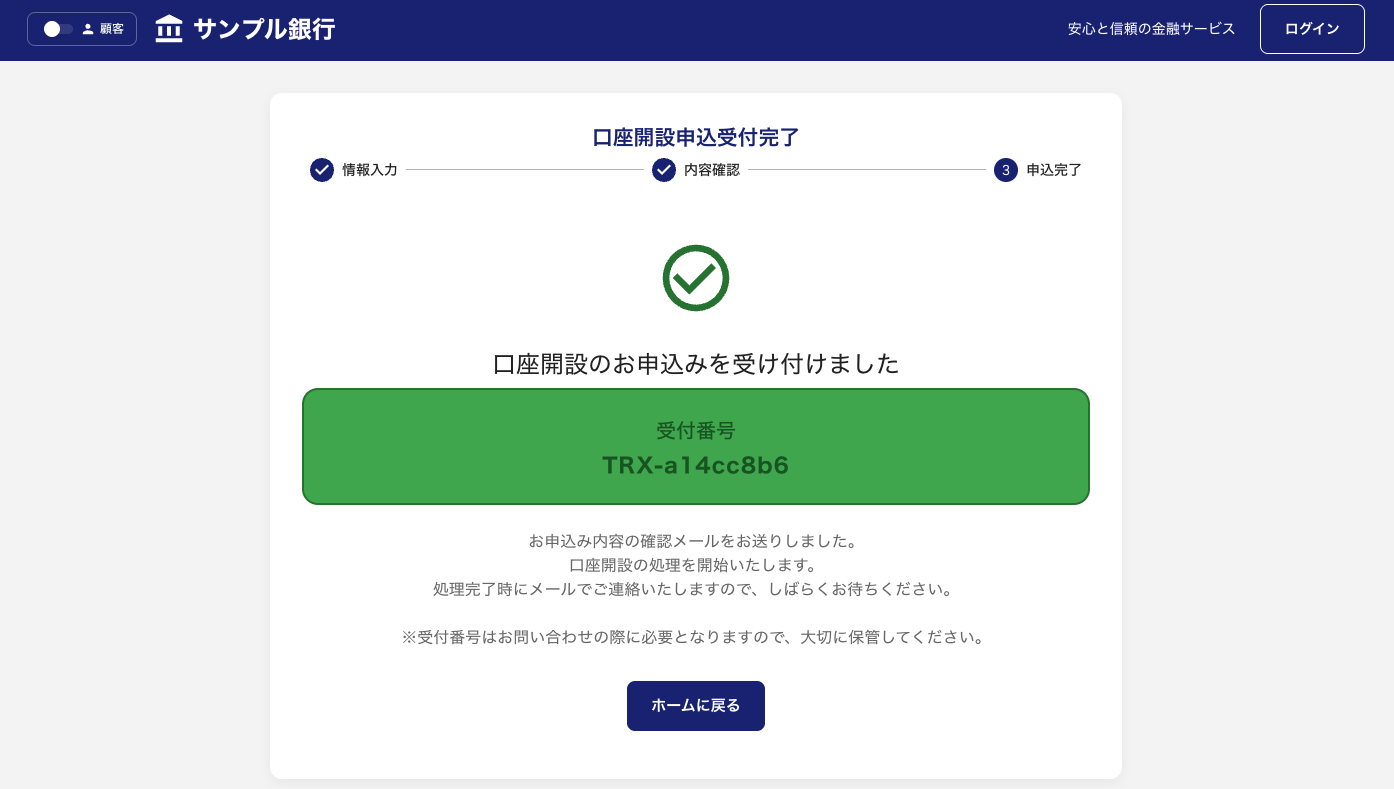 顧客
サンプル銀行
安心と信頼の金融サービス
ログイン
口座開設申込受付完了
情報入力
内容確認
3 申込完了
口座開設のお申込みを受け付けました
受付番号
TRX-a14cc8b6
お申込み内容の確認メールをお送りしました。
口座開設の処理を開始いたします。
処理完了時にメールでご連絡いたしますので、しばらくお待ちください。
※受付番号はお問い合わせの際に必要となりますので、大切に保管してください。
ホームに戻る